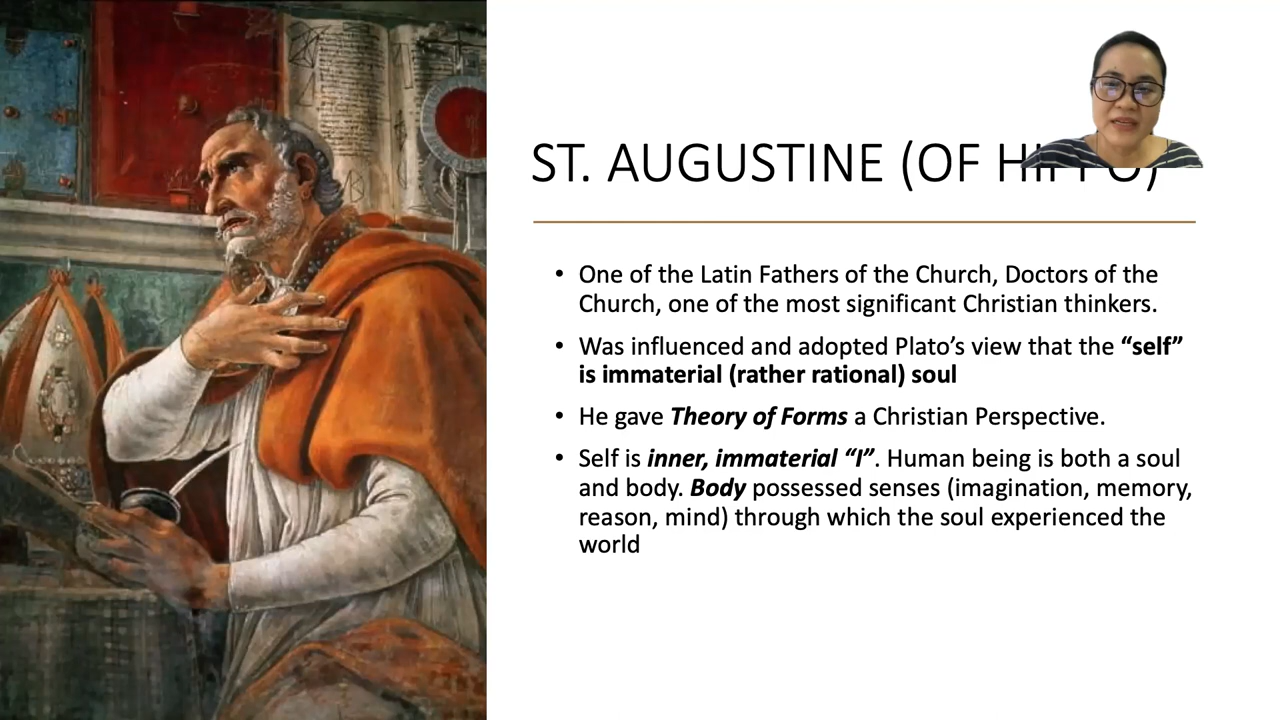 ST. AUGUSTINE (OF HIPPO)
• One of the Latin Fathers of the Church, Doctors of the
Church, one of the most significant Christian thinkers.
• Was influenced and adopted Plato’s view that the “self”
is immaterial (rather rational) soul
• He gave Theory of Forms a Christian Perspective.
• Self is inner, immaterial “I”. Human being is both a soul
and body. Body possessed senses (imagination, memory,
reason, mind) through which the soul experienced the
world